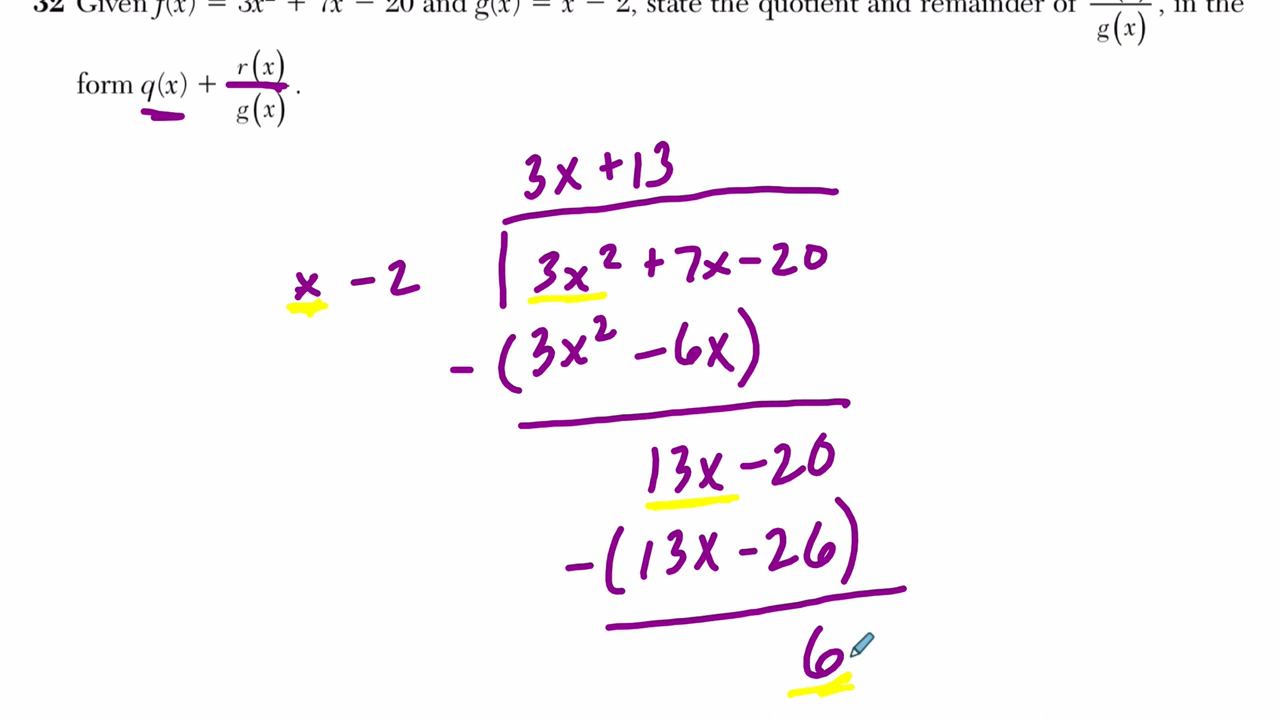 32 Given f(x) = 3x² + 7x − 20 and g(x) = x − 2, state the quotient and remainder of /g(x), in the
form q(x) + r(x)/g(x).
3x + 13
x − 2 | 3x² + 7x − 20
− (3x² − 6x)
13x − 20
− (13x − 26)
6